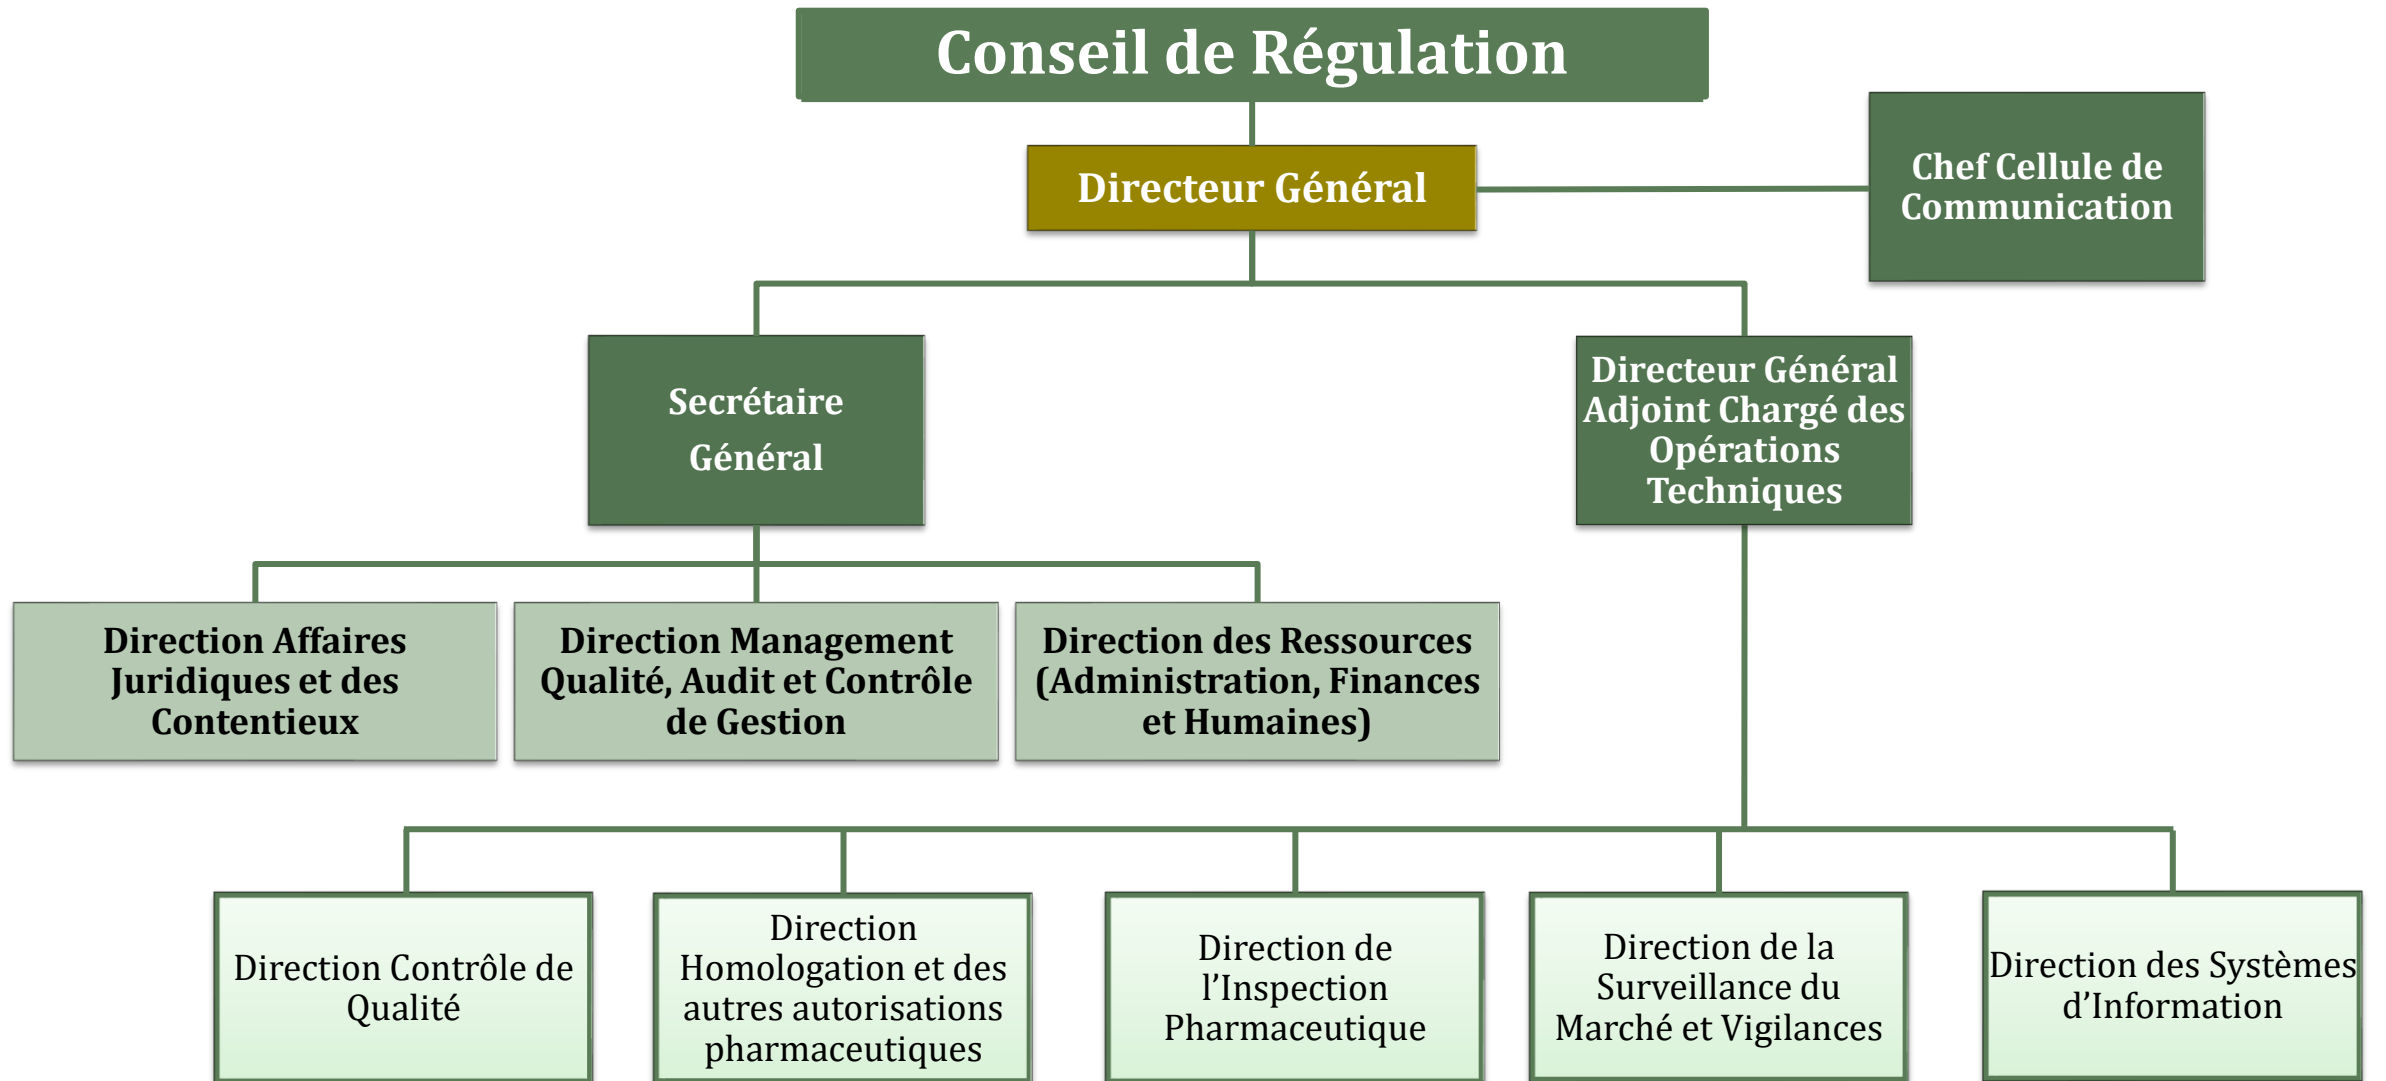 Conseil de Régulation
Directeur Général
Chef Cellule de
Communication
Secrétaire
Général
Directeur Général
Adjoint Chargé des
Opérations
Techniques
Direction Affaires
Juridiques et des
Contentieux
Direction Management
Qualité, Audit et Contrôle
de Gestion
Direction des Ressources
(Administration, Finances
et Humaines)
Direction Contrôle de
Qualité
Direction
Homologation et des
autres autorisations
pharmaceutiques
Direction de
l’Inspection
Pharmaceutique
Direction de la
Surveillance du
Marché et Vigilances
Direction des Systèmes
d’Information